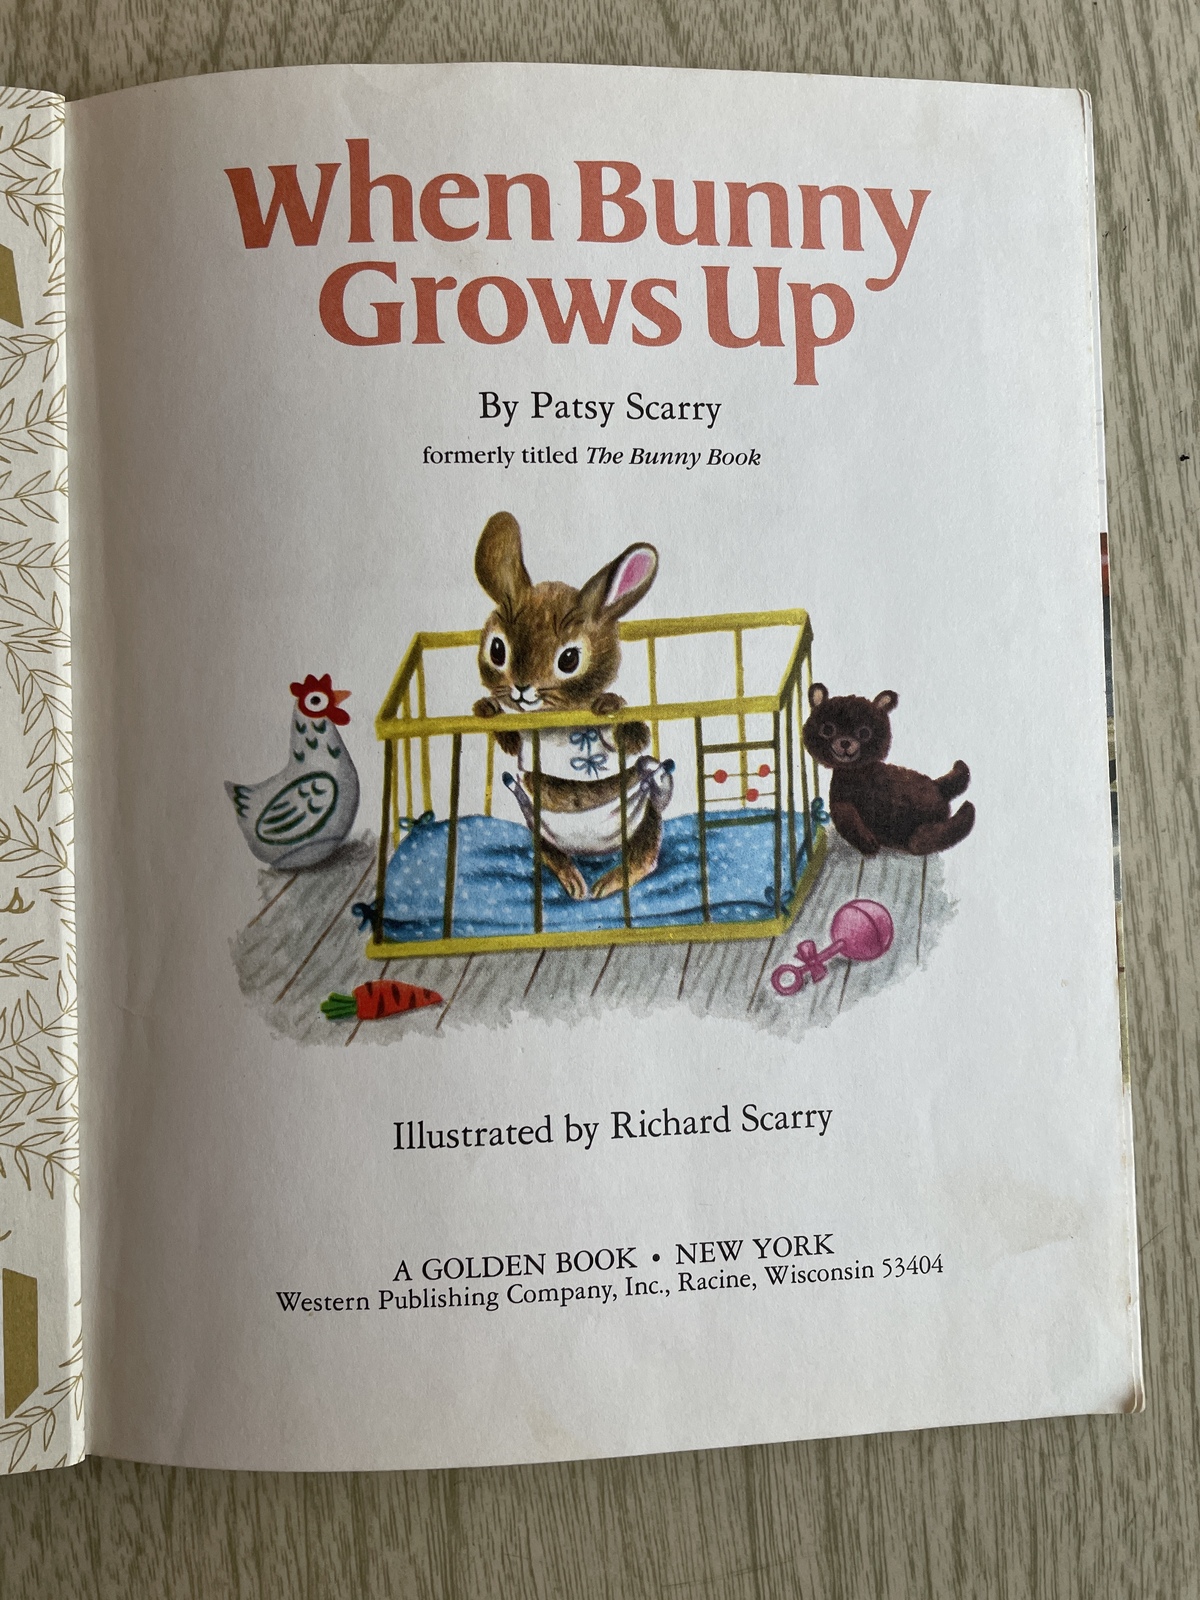 When Bunny
Grows Up
By Patsy Scarry
formerly titled The Bunny Book
Illustrated by Richard Scarry
A GOLDEN BOOK • NEW YORK
Western Publishing Company, Inc., Racine, Wisconsin 53404